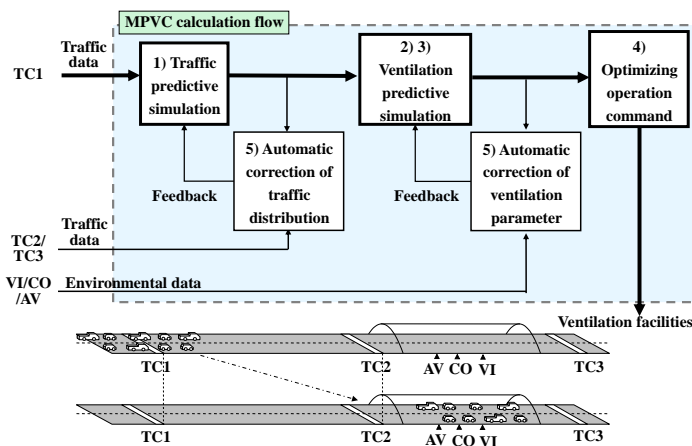 MPVC calculation flow
Traffic
data
TC1
1) Traffic
predictive
simulation
2) 3)
Ventilation
predictive
simulation
4)
Optimizing
operation
command
5) Automatic
correction of
traffic
distribution
Feedback
5) Automatic
correction of
ventilation
parameter
Feedback
Traffic
data
TC2/
TC3
VI/CO
/AV
Environmental data
Ventilation facilities
TC1
TC2
AV CO VI
TC3
TC1
TC2
AV CO VI
TC3